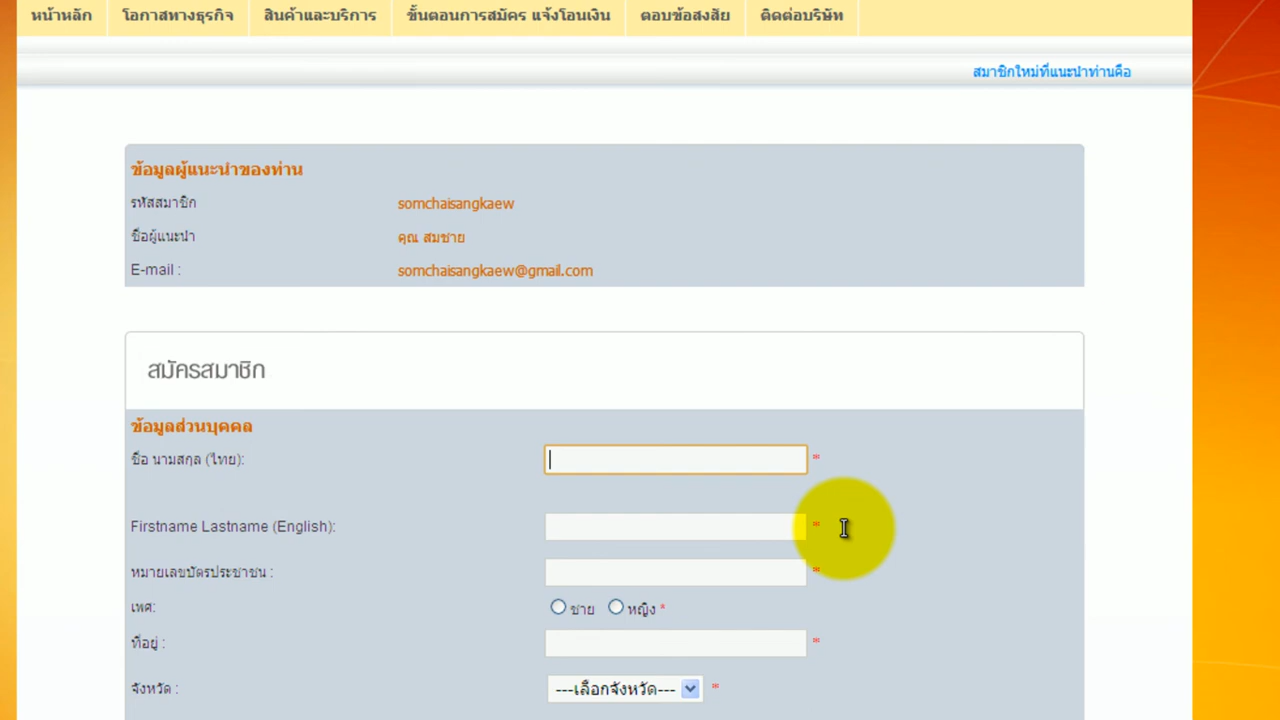 หน้าหลัก โอกาสทางธุรกิจ สินค้าและบริการ ขั้นตอนการสมัคร แจ้งโอนเงิน ตอบข้อสงสัย ติดต่อบริษัท
สมาชิกใหม่ที่แนะนำท่านคือ
ข้อมูลผู้แนะนำของท่าน
รหัสสมาชิก somchaisangkaew
ชื่อผู้แนะนำ คุณ สมชาย
E-mail : somchaisangkaew@gmail.com
สมัครสมาชิก
ข้อมูลส่วนบุคคล
ชื่อ นามสกุล (ไทย): *
Firstname Lastname (English): *
หมายเลขบัตรประชาชน : *
เพศ: ชาย หญิง *
ที่อยู่ : *
จังหวัด : ---เลือกจังหวัด--- *